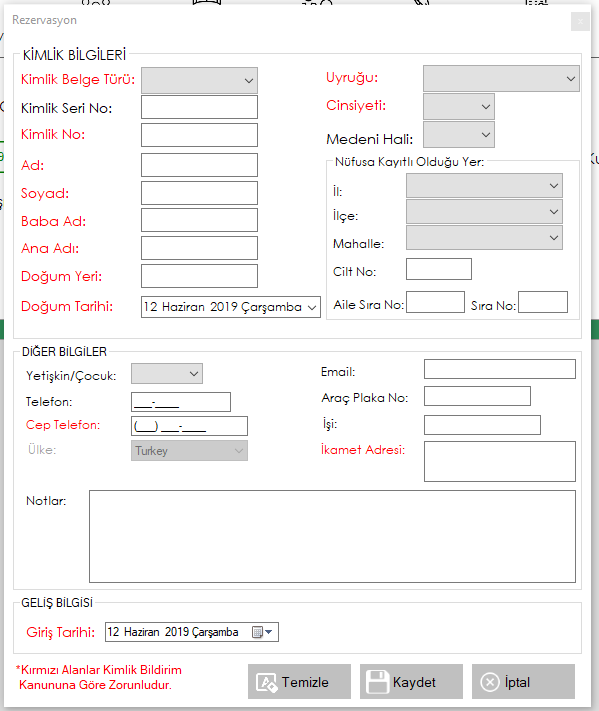 Rezervasyon
x
KİMLİK BİLGİLERİ
Kimlik Belge Türü:
Uyruğu:
Kimlik Seri No:
Cinsiyeti:
Kimlik No:
Medeni Hali:
Ad:
Nüfusa Kayıtlı Olduğu Yer:
Soyad:
İl:
Baba Ad:
İlçe:
Ana Adı:
Mahalle:
Doğum Yeri:
Cilt No:
Doğum Tarihi: 12 Haziran 2019 Çarşamba
Aile Sıra No: Sıra No:
DİĞER BİLGİLER
Yetişkin/Çocuk:
Email:
Telefon: ___-____
Araç Plaka No:
Cep Telefon: (___) ___-____
İşi:
Ülke: Turkey
İkamet Adresi:
Notlar:
GELİŞ BİLGİSİ
Giriş Tarihi: 12 Haziran 2019 Çarşamba
*Kırmızı Alanlar Kimlik Bildirim
Kanununa Göre Zorunludur.
Temizle Kaydet İptal